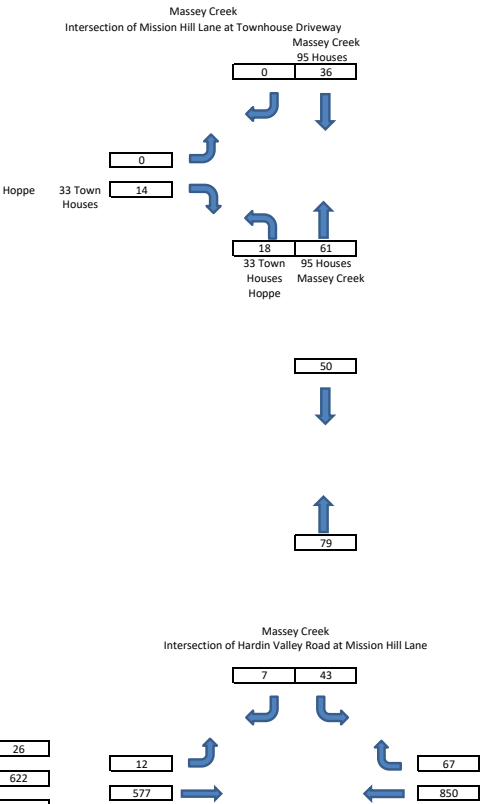 Massey Creek
Intersection of Mission Hill Lane at Townhouse Driveway
Massey Creek
95 Houses
0 36
0
Hoppe 33 Town 14
Houses
18 61
33 Town 95 Houses
Houses Massey Creek
Hoppe
50
79
Massey Creek
Intersection of Hardin Valley Road at Mission Hill Lane
7 43
26
12 67
622
577 850